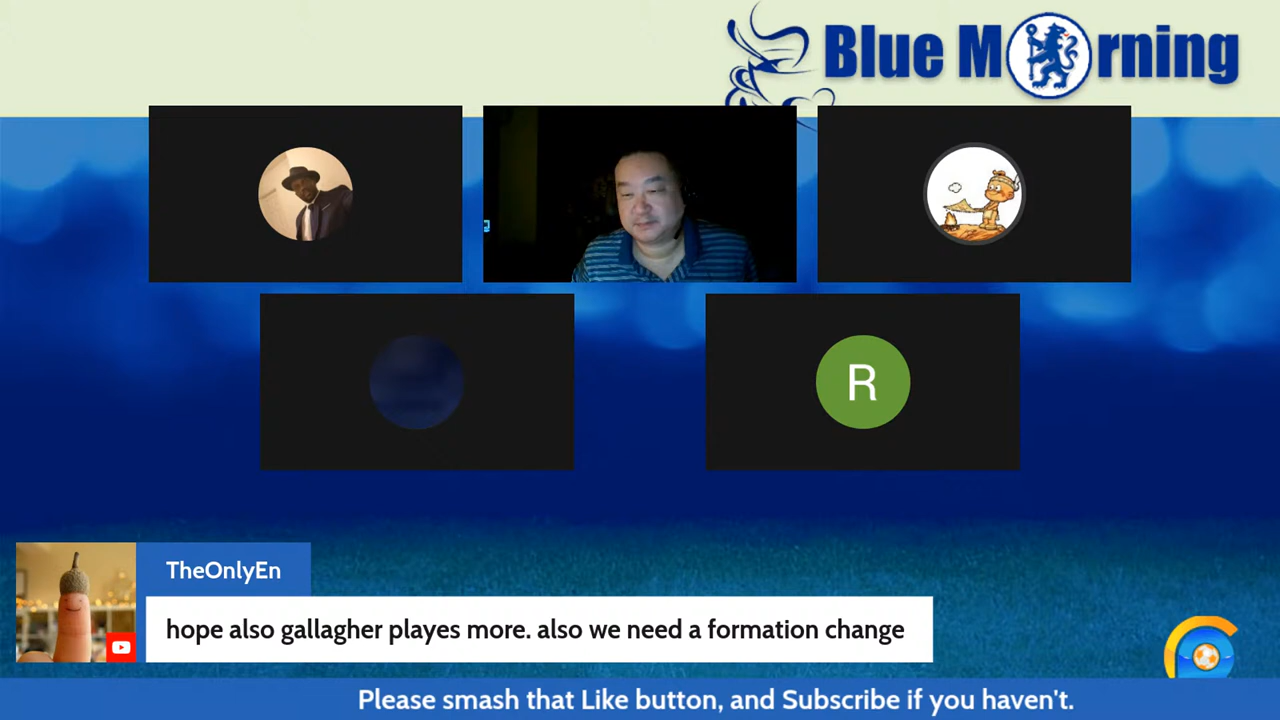 Blue Morning
R
TheOnlyEn
hope also gallagher playes more. also we need a formation change
Please smash that Like button, and Subscribe if you haven't.